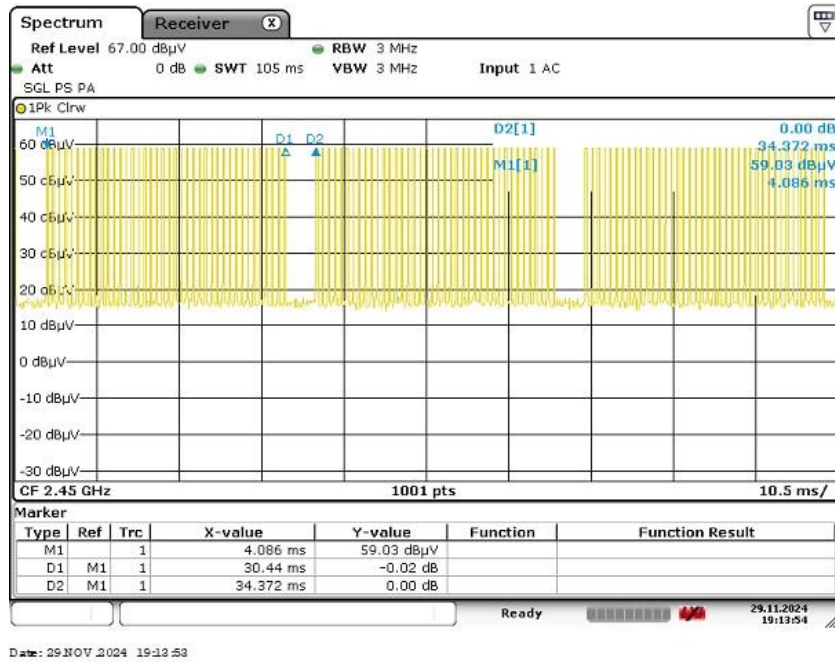 Spectrum Receiver X
Ref Level 67.00 dBµV RBW 3 MHz
Att 0 dB SWT 105 ms VBW 3 MHz Input 1 AC
SGL PS PA
1Pk Clrw
M1 D1 D2 D2[1] 0.00 dB
60 dBµV 34.372 ms
M1[1] 59.03 dBµV
50 dBµV 4.086 ms
40 dBµV
30 dBµV
20 dBµV
10 dBµV
0 dBµV
-10 dBµV
-20 dBµV
-30 dBµV
CF 2.45 GHz 1001 pts 10.5 ms/
Marker
Type Ref Trc X-value Y-value Function Function Result
M1 1 4.086 ms 59.03 dBµV
D1 M1 1 30.44 ms -0.02 dB
D2 M1 1 34.372 ms 0.00 dB
Ready 29.11.2024
19:13:54
Date: 29.NOV.2024 19:13:53